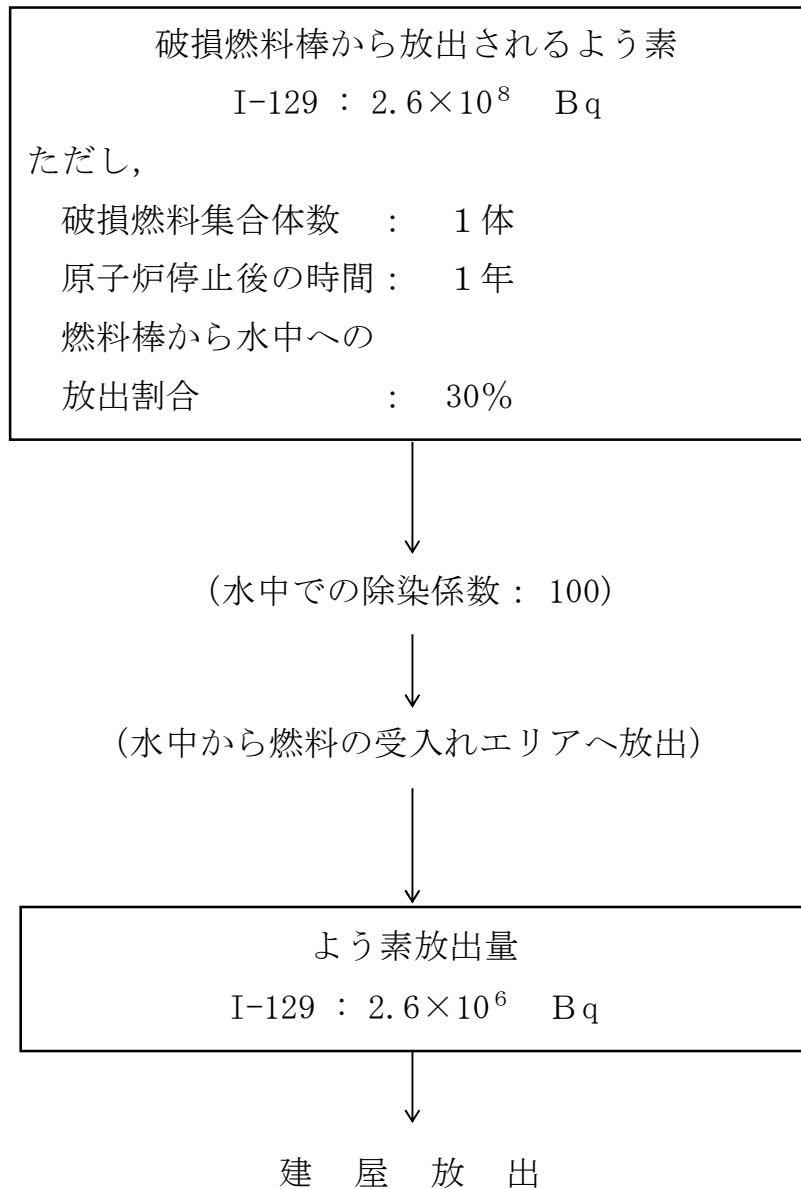 破損燃料棒から放出されるよう素
I-129 : 2.6×10⁸ Bq
ただし,
破損燃料集合体数 : 1体
原子炉停止後の時間: 1年
燃料棒から水中への
放出割合 : 30%
(水中での除染係数: 100)
(水中から燃料の受入れエリアへ放出)
よう素放出量
I-129 : 2.6×10⁶ Bq
建 屋 放 出